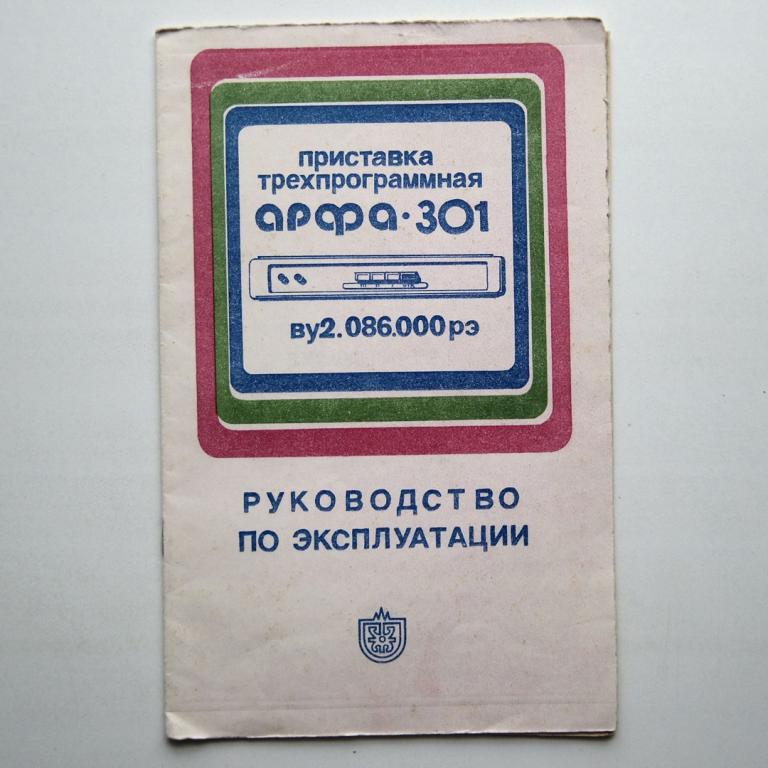 приставка
трехпрограммная
арфа·301
ву2.086.000рэ
РУКОВОДСТВО
ПО ЭКСПЛУАТАЦИИ